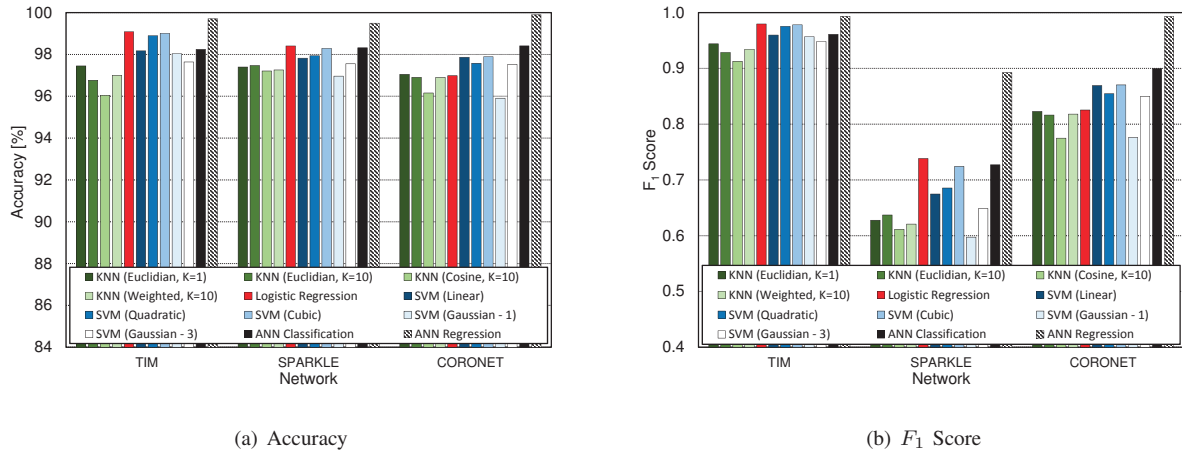 100
98
96
94
92
90
88
86
84
Accuracy [%]
KNN (Euclidian, K=1)
KNN (Euclidian, K=10)
KNN (Cosine, K=10)
KNN (Weighted, K=10)
Logistic Regression
SVM (Linear)
SVM (Quadratic)
SVM (Cubic)
SVM (Gaussian - 1)
SVM (Gaussian - 3)
ANN Classification
ANN Regression
TIM
SPARKLE
CORONET
Network
(a) Accuracy
1.0
0.9
0.8
0.7
0.6
0.5
0.4
F1 Score
KNN (Euclidian, K=1)
KNN (Euclidian, K=10)
KNN (Cosine, K=10)
KNN (Weighted, K=10)
Logistic Regression
SVM (Linear)
SVM (Quadratic)
SVM (Cubic)
SVM (Gaussian - 1)
SVM (Gaussian - 3)
ANN Classification
ANN Regression
TIM
SPARKLE
CORONET
Network
(b) F1 Score